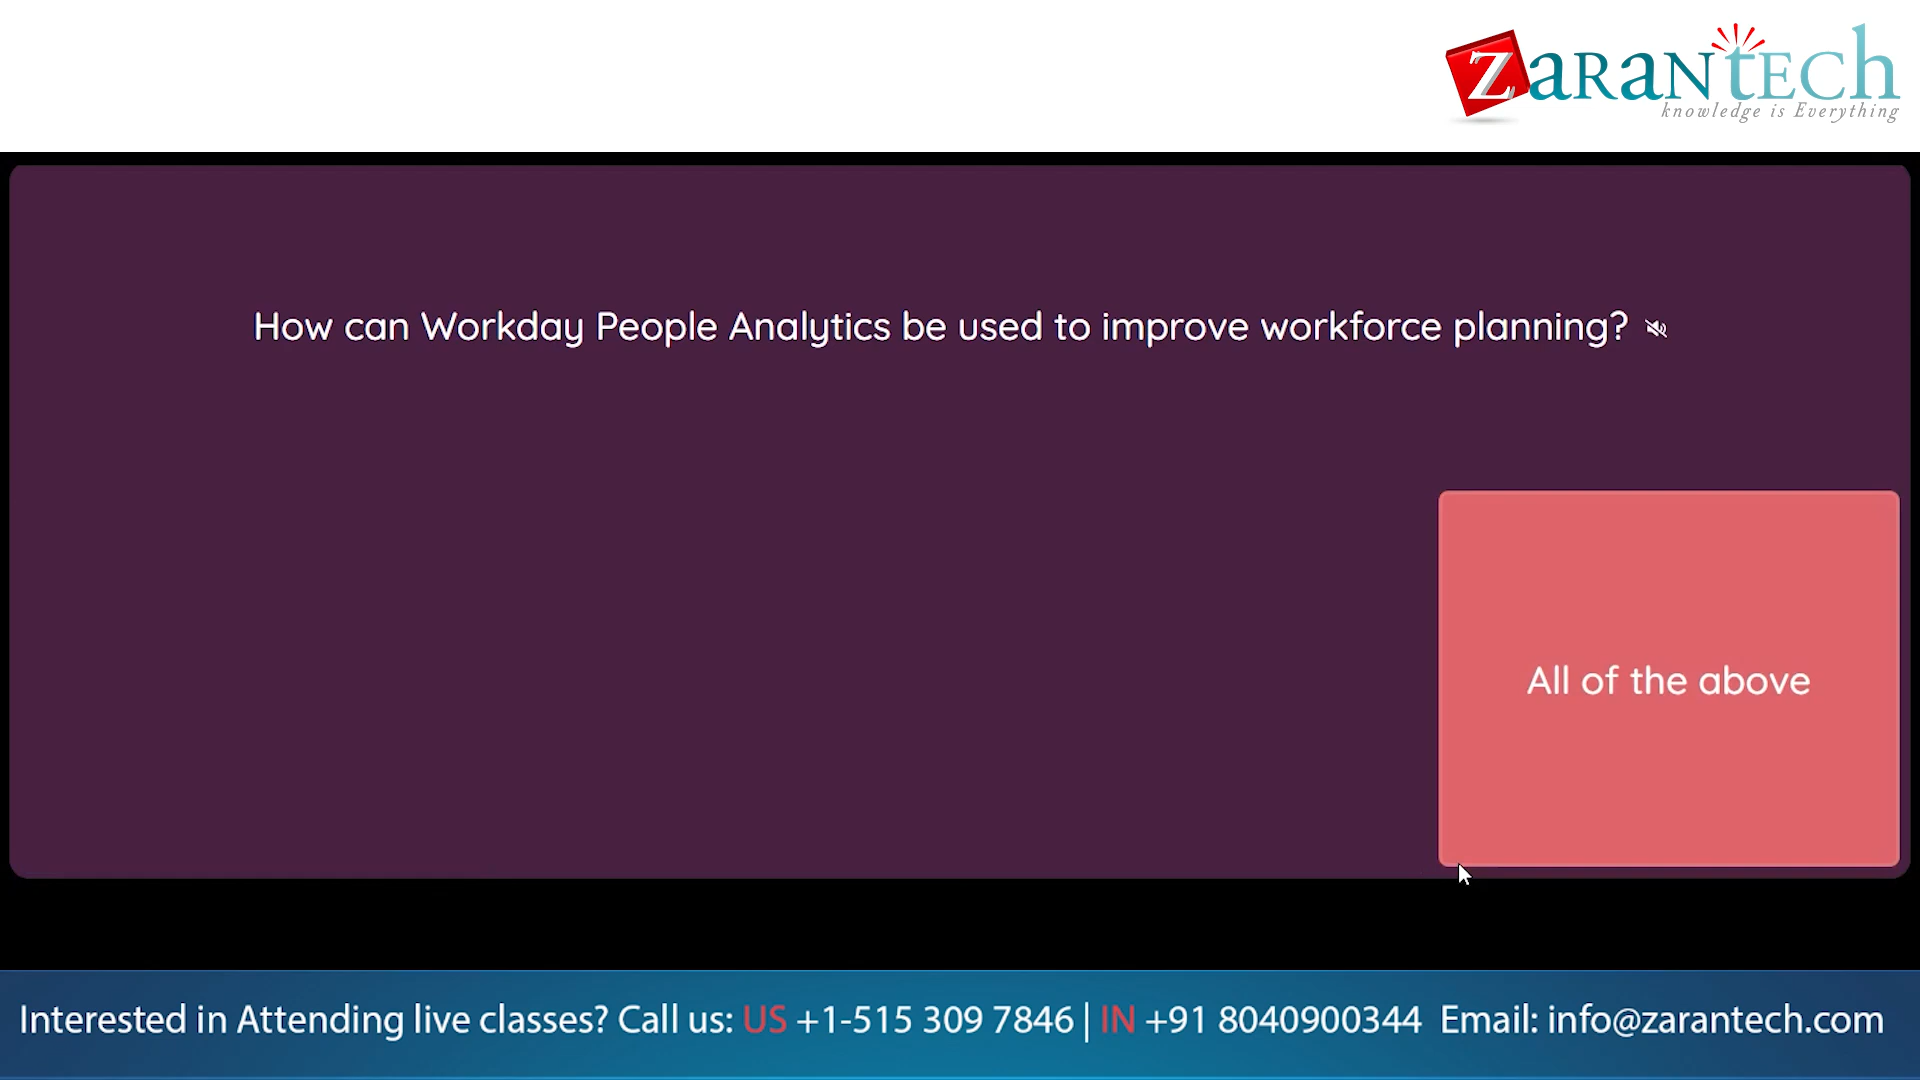 ZaranTech
knowledge is Everything
How can Workday People Analytics be used to improve workforce planning?
All of the above
Interested in Attending live classes? Call us: US +1-515 309 7846 | IN +91 8040900344 Email: info@zarantech.com